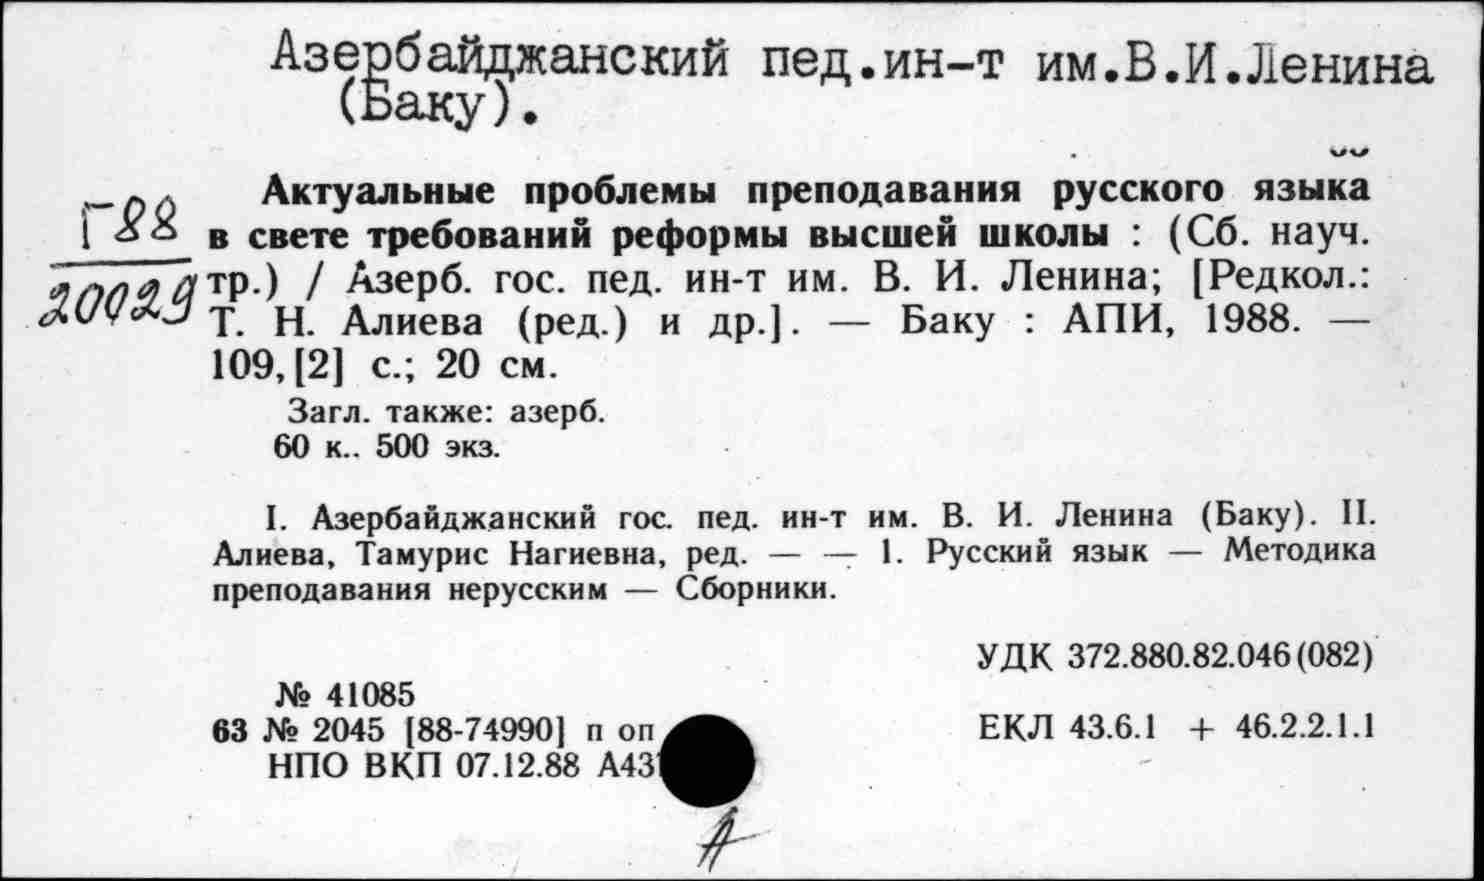 Азербайджанский пед.ин-т им.В.И.Ленина
(Баку).
Актуальные проблемы преподавания русского языка
Г88
в свете требований реформы высшей школы : (Сб. науч.
20029
тр.) / Азерб. гос. пед. ин-т им. В. И. Ленина; [Редкол.:
Т. Н. Алиева (ред.) и др.]. — Баку : АПИ, 1988. —
109,[2] с.; 20 см.
Загл. также: азерб.
60 к.. 500 экз.
I. Азербайджанский гос. пед. ин-т им. В. И. Ленина (Баку). II.
Алиева, Тамурис Нагиевна, ред. — — 1. Русский язык — Методика
преподавания нерусским — Сборники.
УДК 372.880.82.046(082)
№ 41085
63 № 2045 [88-74990] п оп
ЕКЛ 43.6.1 + 46.2.2.1.1
НПО ВКП 07.12.88 А43